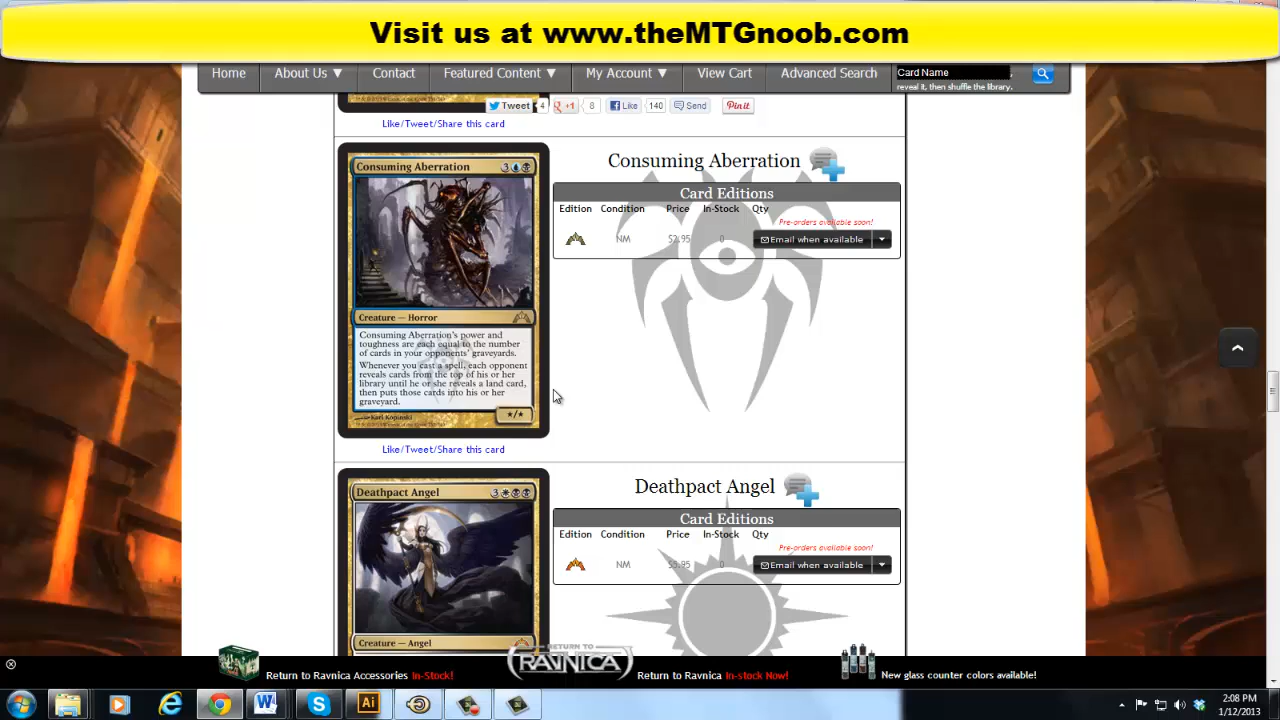 Visit us at www.theMTGnoob.com
Home About Us ▼ Contact Featured Content ▼ My Account ▼ View Cart Advanced Search Card Name
reveal it, then shuffle the library.
Tweet 4 +1 8 Like 140 Send Pin it
Like/Tweet/Share this card
Consuming Aberration 3
Creature — Horror
Consuming Aberration's power and
toughness are each equal to the number
of cards in your opponents' graveyards.
Whenever you cast a spell, each opponent
reveals cards from the top of his or her
library until he or she reveals a land card,
then puts those cards into his or her
graveyard.
Karl Kopinski
*/*
Like/Tweet/Share this card
Consuming Aberration
Card Editions
Edition Condition Price In-Stock Qty
Pre-orders available soon!
NM $2.95 0 Email when available
Deathpact Angel 3
Creature — Angel
Deathpact Angel
Card Editions
Edition Condition Price In-Stock Qty
Pre-orders available soon!
NM 0 Email when available
Return to Ravnica Accessories In-Stock!
RETURN TO
RAVNICA
Return to Ravnica In-stock Now!
New glass counter colors available!
W S Ai
2:08 PM
1/12/2013